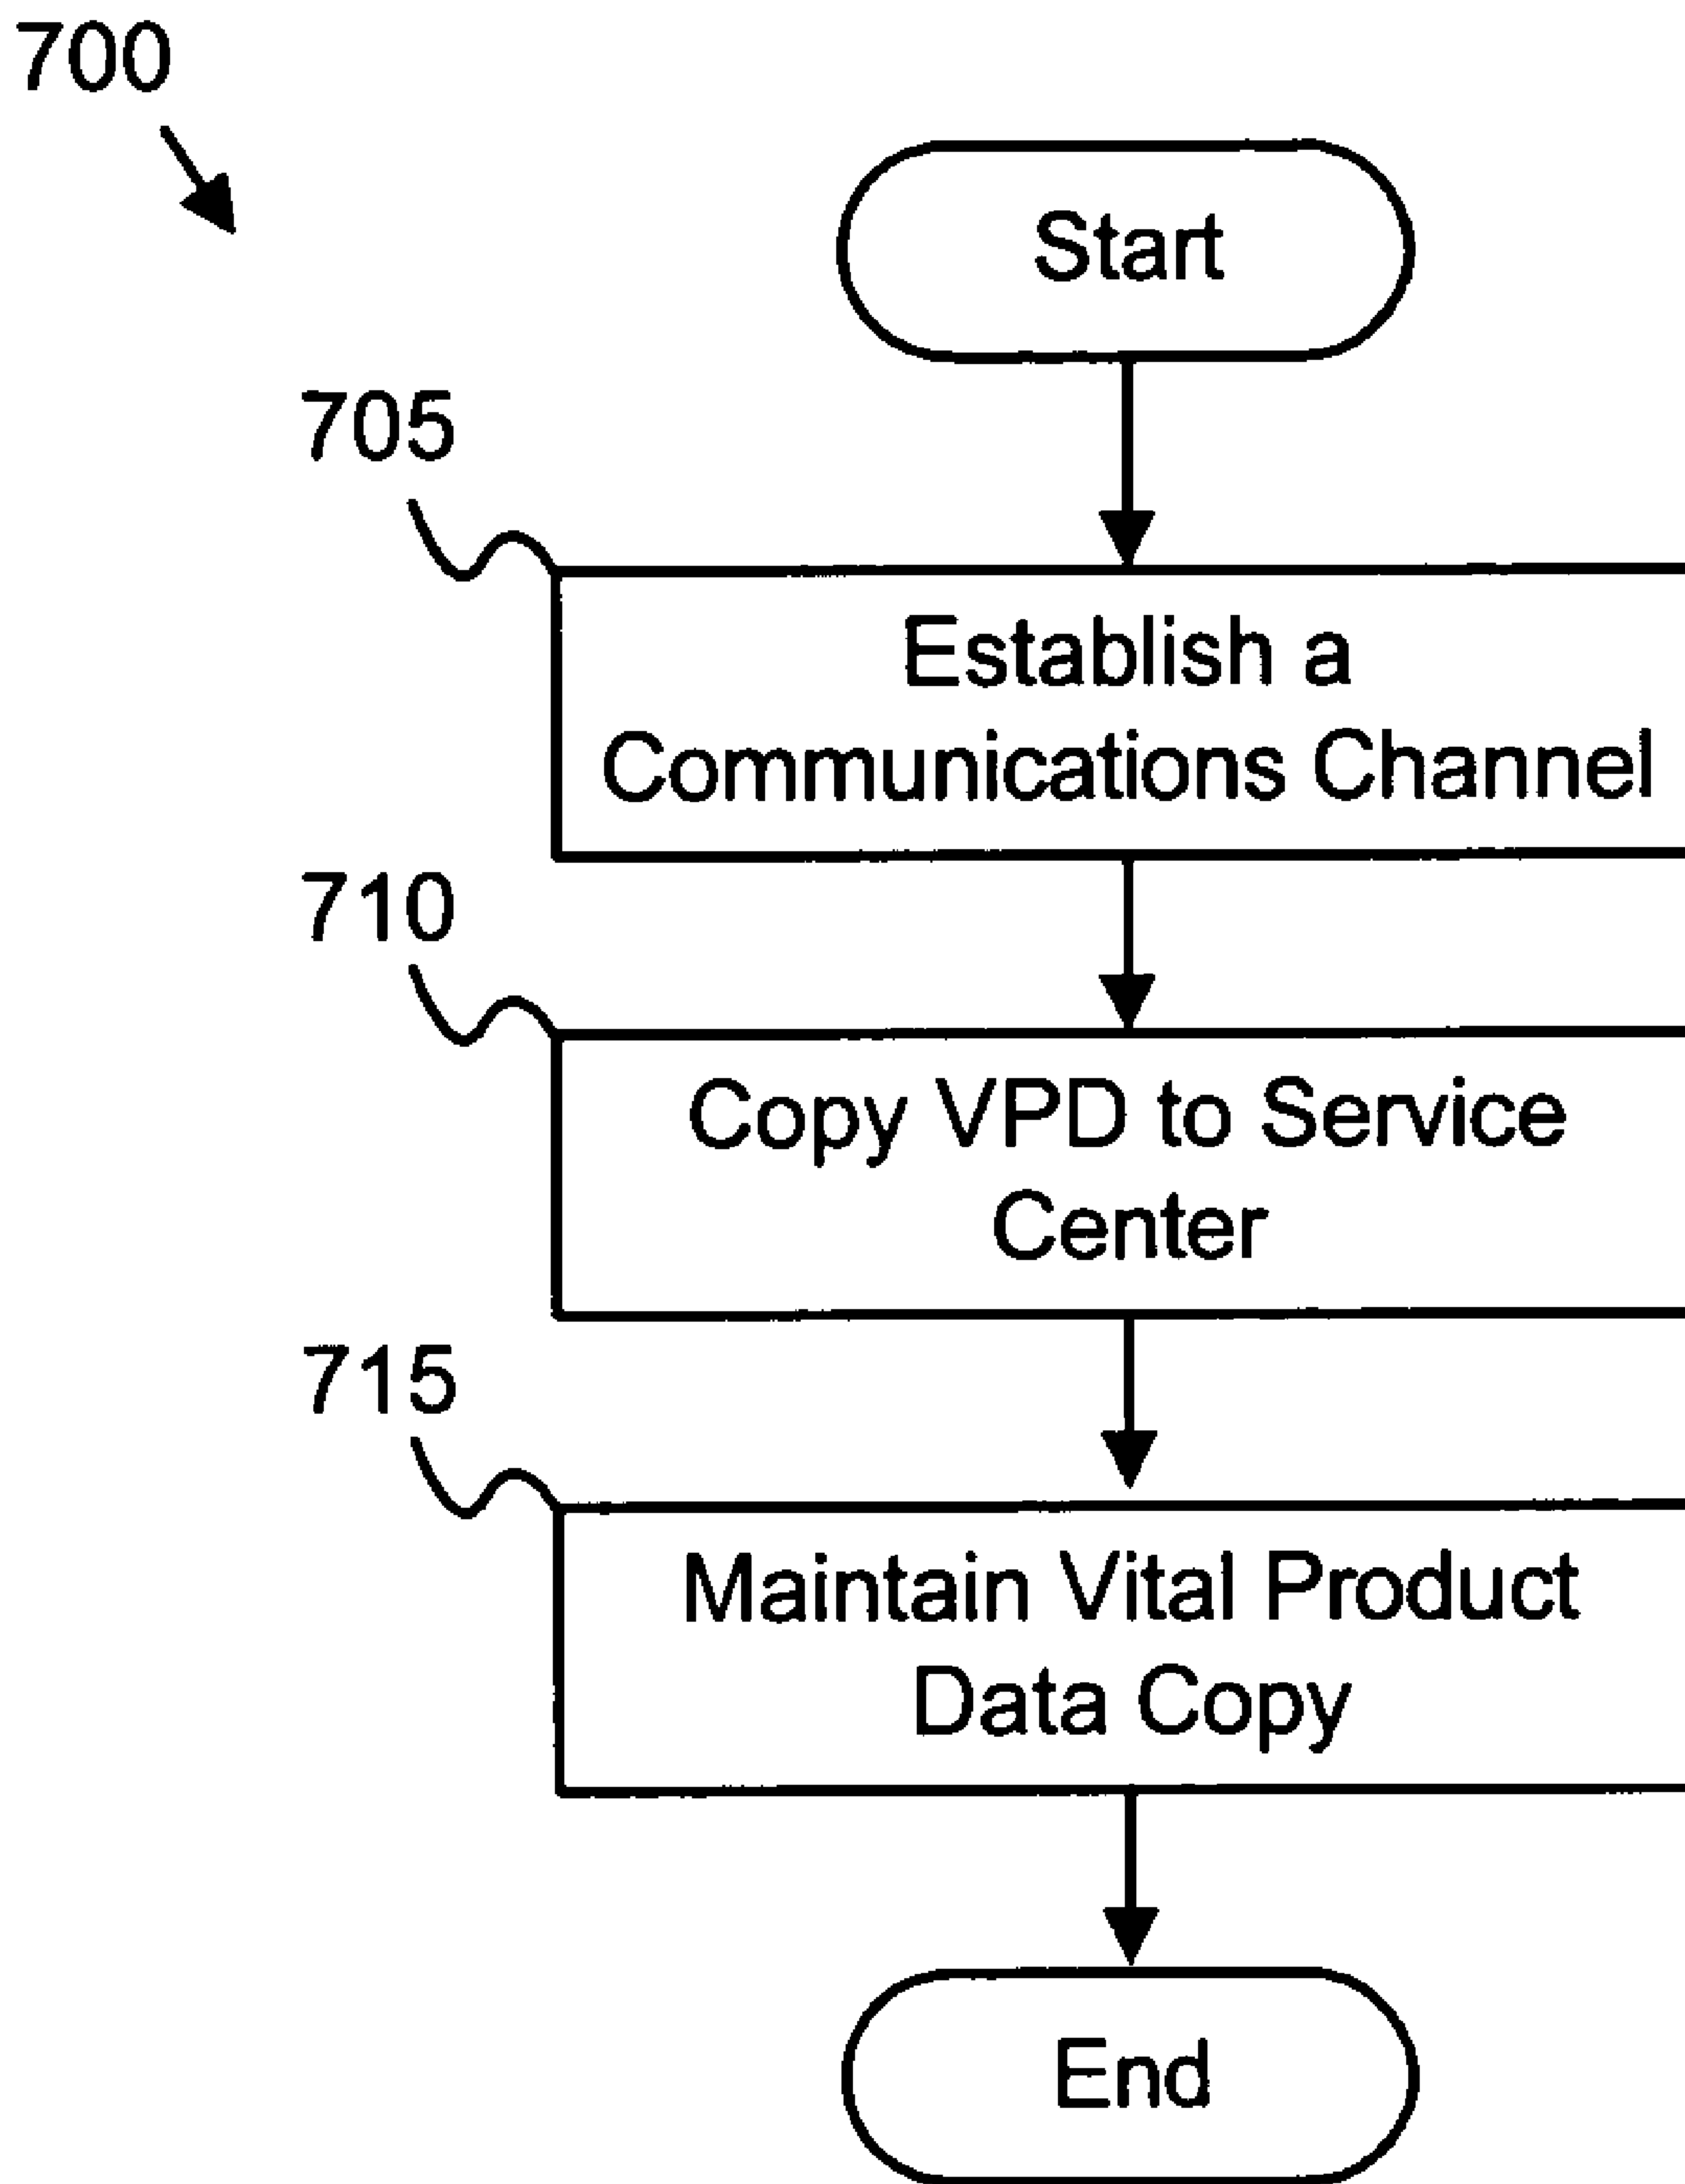 700
Start
705
Establish a
Communications Channel
710
Copy VPD to Service
Center
715
Maintain Vital Product
Data Copy
End